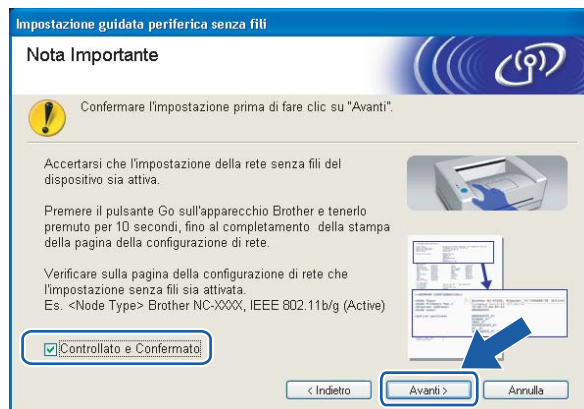 Impostazione guidata periferica senza fili
Nota Importante
Confermare l'impostazione prima di fare clic su "Avanti".
Accertarsi che l'impostazione della rete senza fili del
dispositivo sia attiva.
Premere il pulsante Go sull'apparecchio Brother e tenerlo
premuto per 10 secondi, fino al completamento della stampa
della pagina della configurazione di rete.
Verificare sulla pagina della configurazione di rete che
l'impostazione senza fili sia attivata.
Es. <Node Type> Brother NC-XXXX, IEEE 802.11b/g (Active)
Controllato e Confermato
< Indietro
Avanti >
Annulla